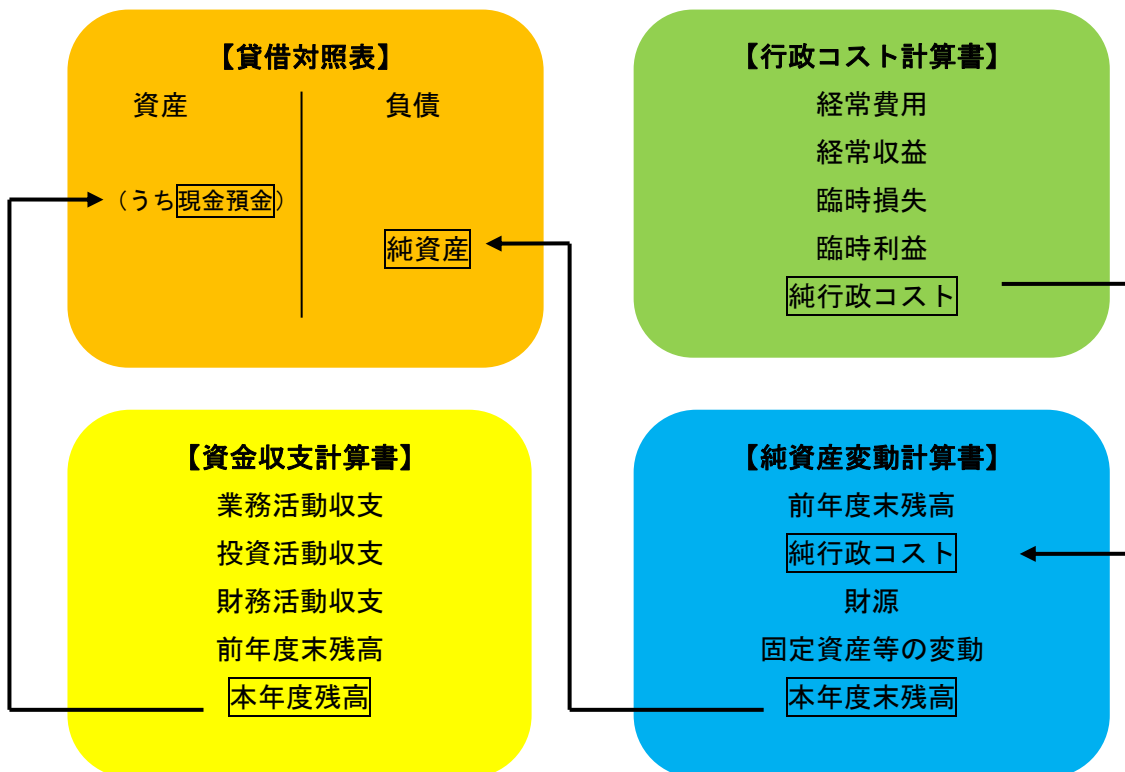 【貸借対照表】
資産
負債
（うち現金預金）
純資産
【行政コスト計算書】
経常費用
経常収益
臨時損失
臨時利益
純行政コスト
【資金収支計算書】
業務活動収支
投資活動収支
財務活動収支
前年度末残高
本年度残高
【純資産変動計算書】
前年度末残高
純行政コスト
財源
固定資産等の変動
本年度末残高